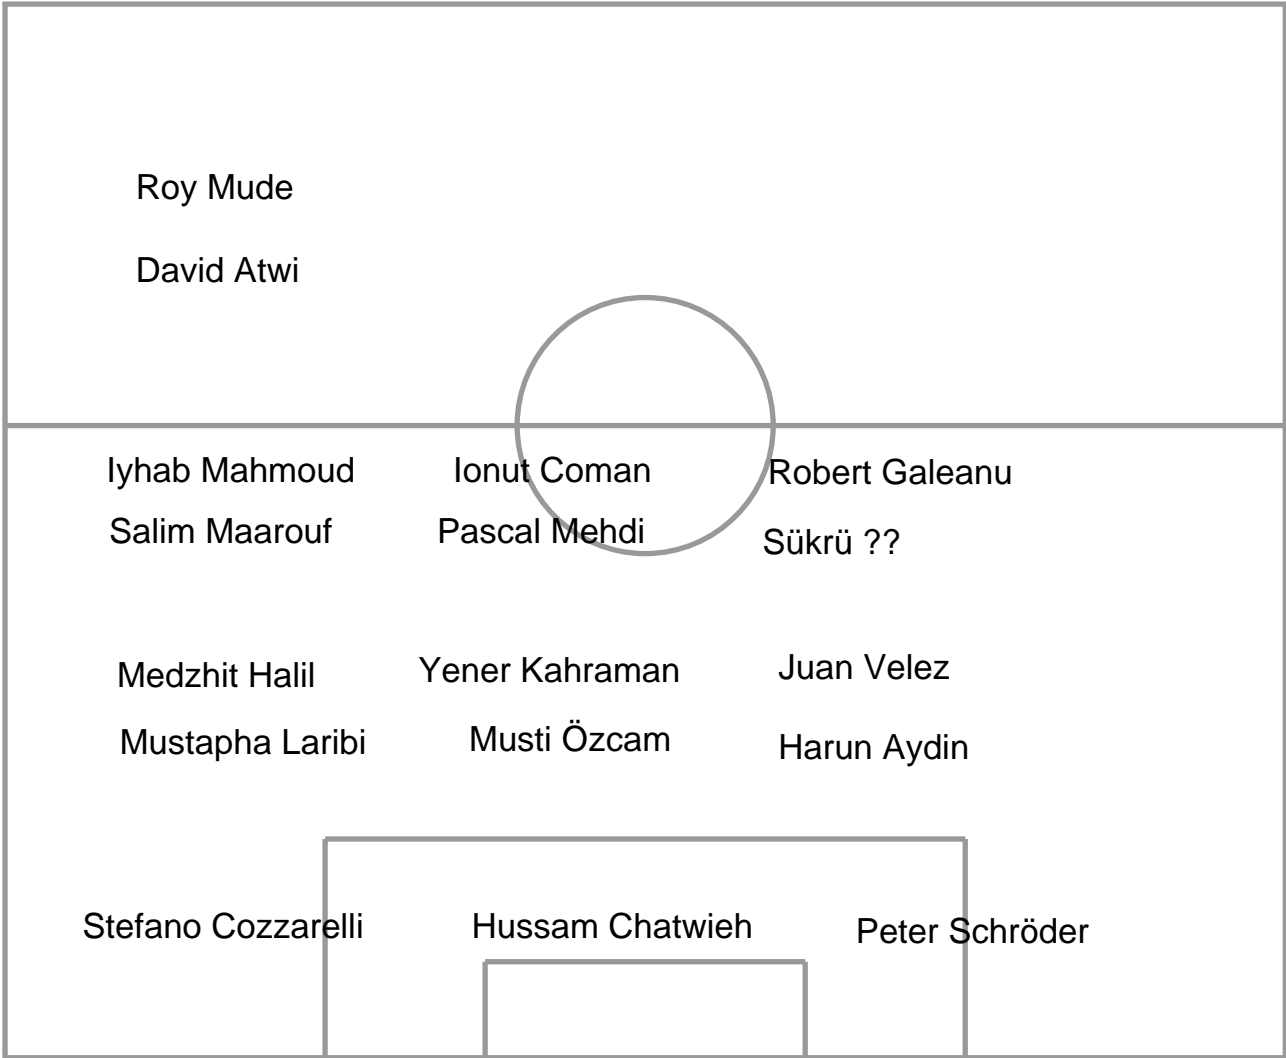 Roy Mude
David Atwi
Iyhab Mahmoud Ionut Coman Robert Galeanu
Salim Maarouf Pascal Mehdi Sükrü ??
Medzhit Halil Yener Kahraman Juan Velez
Mustapha Laribi Musti Özcam Harun Aydin
Stefano Cozzarelli Hussam Chatwieh Peter Schröder